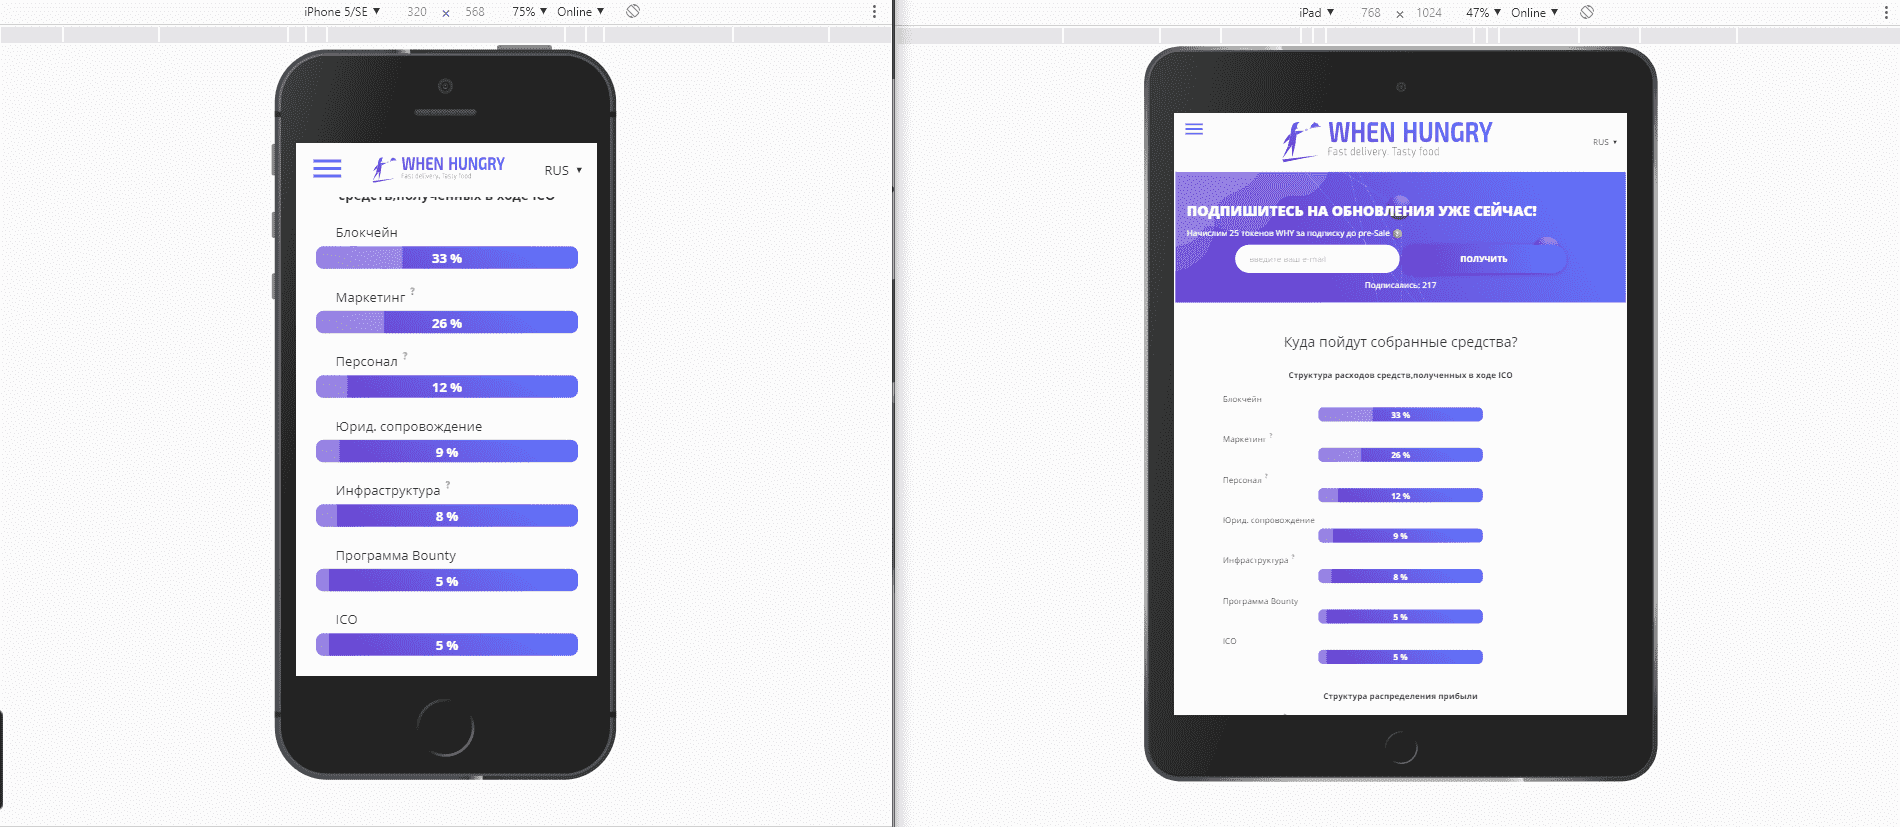 iPhone 5/SE ▼ 320 × 568 75% ▼ Online ▼
WHEN HUNGRY
Fast delivery. Tasty food
RUS ▼
средств,полученных в ходе ICO
Блокчейн
33 %
Маркетинг ?
26 %
Персонал ?
12 %
Юрид. сопровождение
9 %
Инфраструктура ?
8 %
Программа Bounty
5 %
ICO
5 %
iPad ▼ 768 × 1024 47% ▼ Online ▼
WHEN HUNGRY
Fast delivery. Tasty food
RUS ▼
ПОДПИШИТЕСЬ НА ОБНОВЛЕНИЯ УЖЕ СЕЙЧАС!
Начислим 25 токенов WHY за подписку до pre-Sale ?
введите ваш e-mail
ПОЛУЧИТЬ
Подписались: 217
Куда пойдут собранные средства?
Структура расходов средств,полученных в ходе ICO
Блокчейн
33 %
Маркетинг ?
26 %
Персонал ?
12 %
Юрид. сопровождение
9 %
Инфраструктура ?
8 %
Программа Bounty
5 %
ICO
5 %
Структура распределения прибыли